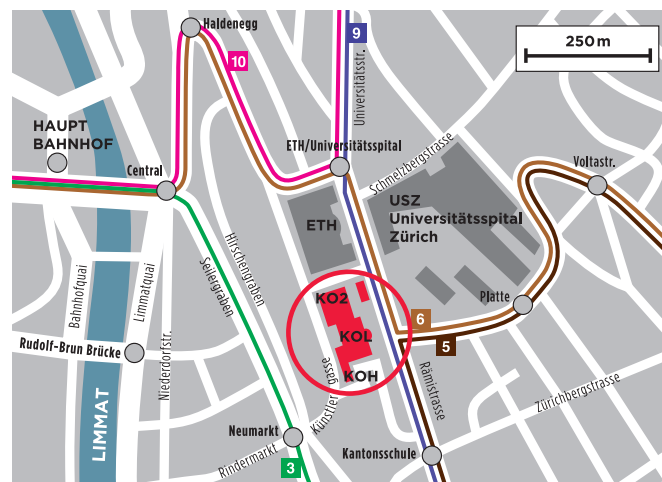 Haldenegg
10
9
250 m
Universitätsstr.
HAUPT
BAHNHOF
ETH/Universitätsspital
Schmelzbergstrasse
Voltastr.
Central
USZ
Universitätsspital
Zürich
ETH
Hirschengraben
Seilergraben
Bahnhofquai
Limmatquai
KO2
Platte
6
KOL
5
Niederdorfstr.
Rudolf-Brun Brücke
KOH
Künstlergasse
Rämistrasse
Zürichbergstrasse
LIMMAT
Neumarkt
Rindermarkt
3
Kantonsschule